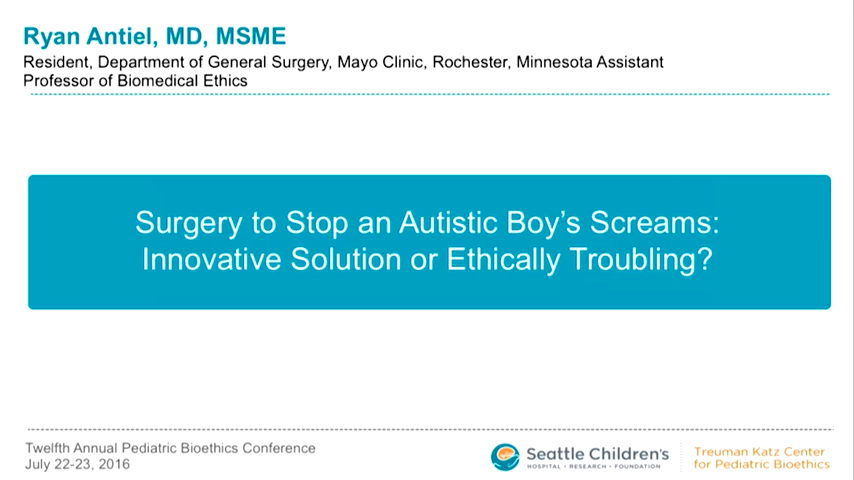 Ryan Antiel, MD, MSME
Resident, Department of General Surgery, Mayo Clinic, Rochester, Minnesota Assistant
Professor of Biomedical Ethics
Surgery to Stop an Autistic Boy’s Screams:
Innovative Solution or Ethically Troubling?
Twelfth Annual Pediatric Bioethics Conference
July 22-23, 2016
Seattle Children's
HOSPITAL • RESEARCH • FOUNDATION
Treuman Katz Center
for Pediatric Bioethics